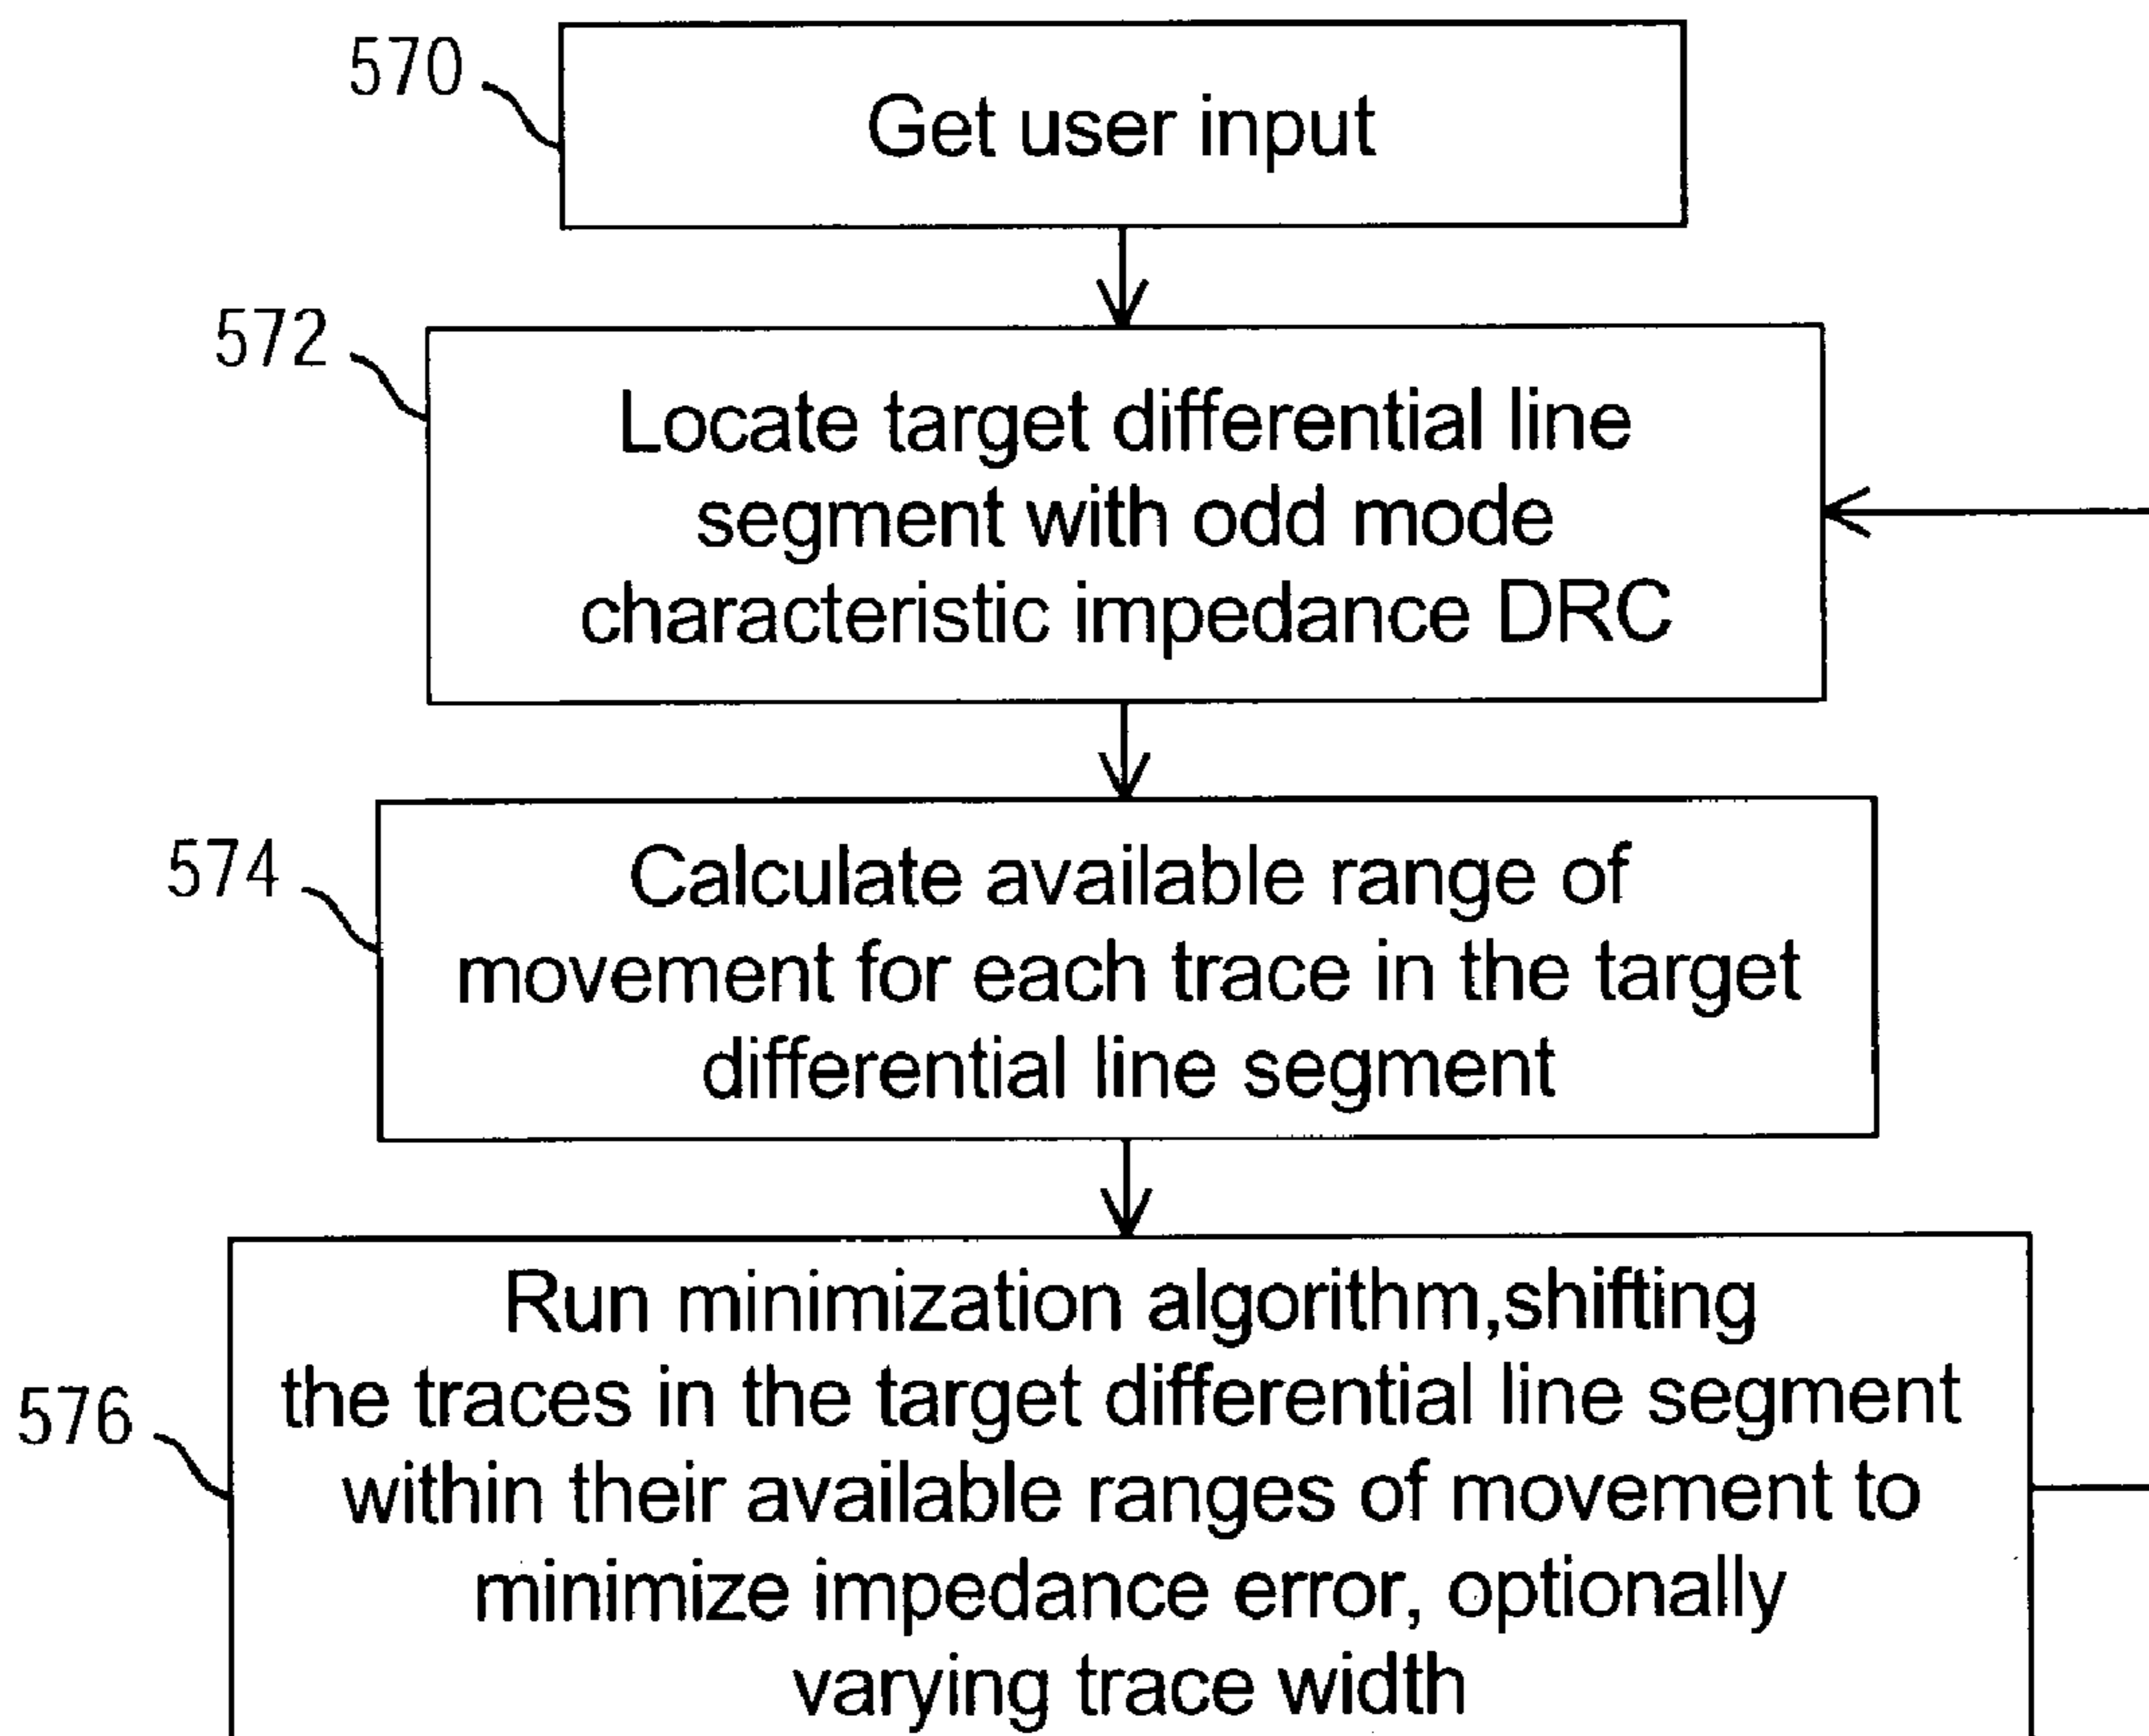 570
Get user input
572
Locate target differential line
segment with odd mode
characteristic impedance DRC
574
Calculate available range of
movement for each trace in the target
differential line segment
576
Run minimization algorithm,shifting
the traces in the target differential line segment
within their available ranges of movement to
minimize impedance error, optionally
varying trace width